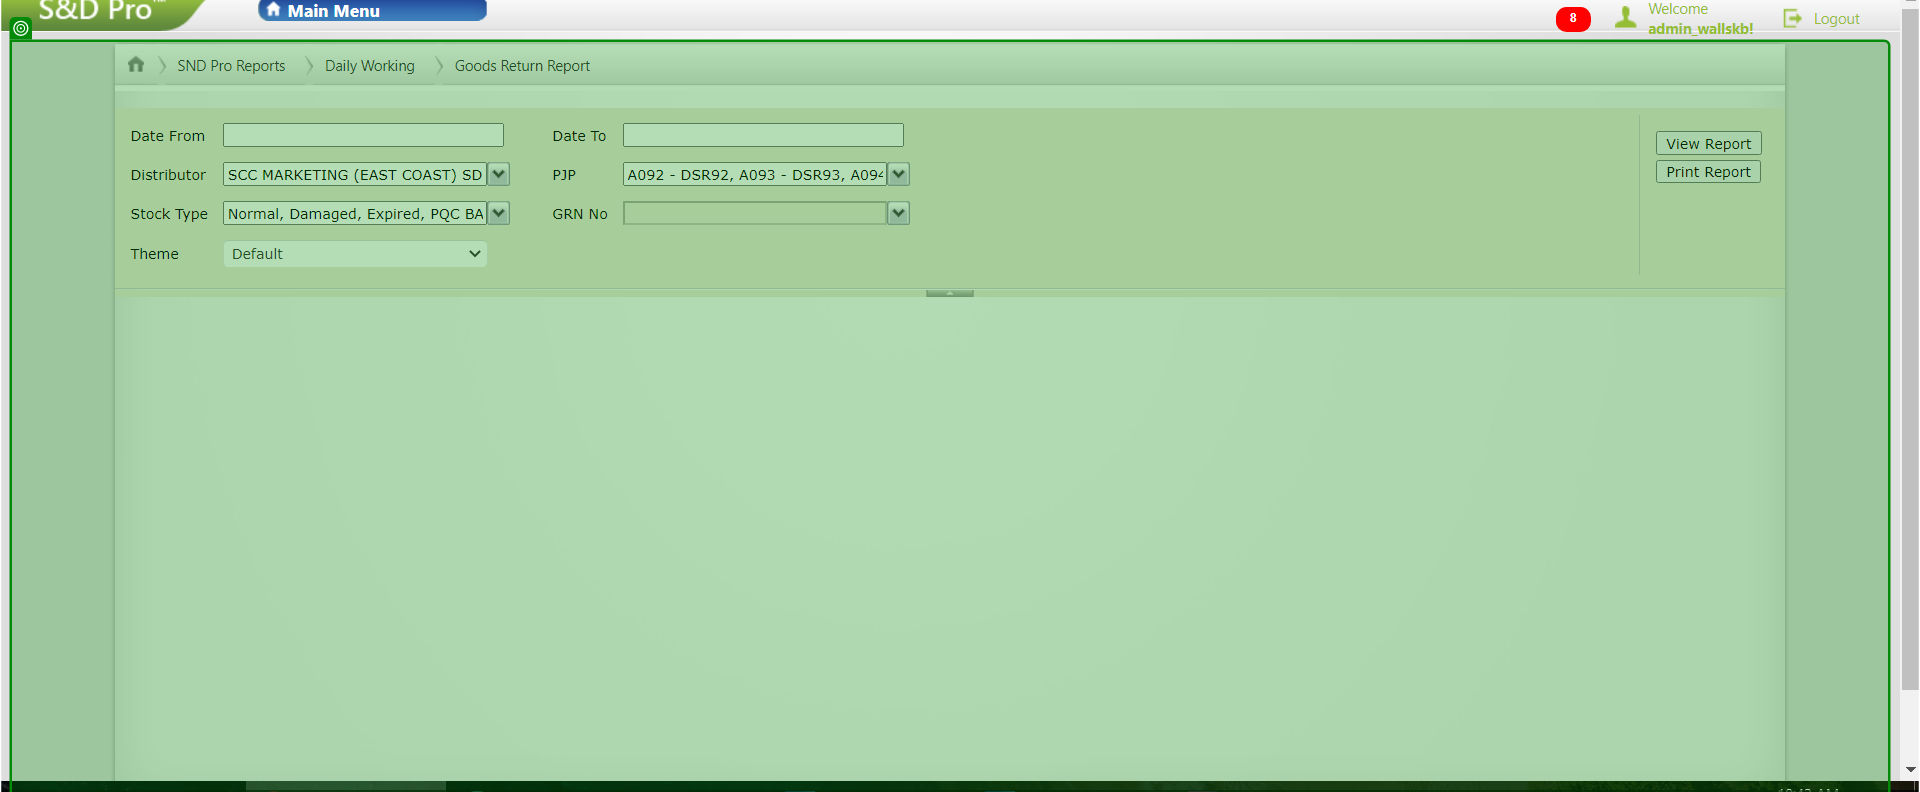 S&D Pro™
Main Menu
8
Welcome
admin_wallskb!
Logout
SND Pro Reports
Daily Working
Goods Return Report
Date From
Date To
View Report
Distributor
SCC MARKETING (EAST COAST) SD
PJP
A092 - DSR92, A093 - DSR93, A094
Print Report
Stock Type
Normal, Damaged, Expired, PQC BA
GRN No
Theme
Default